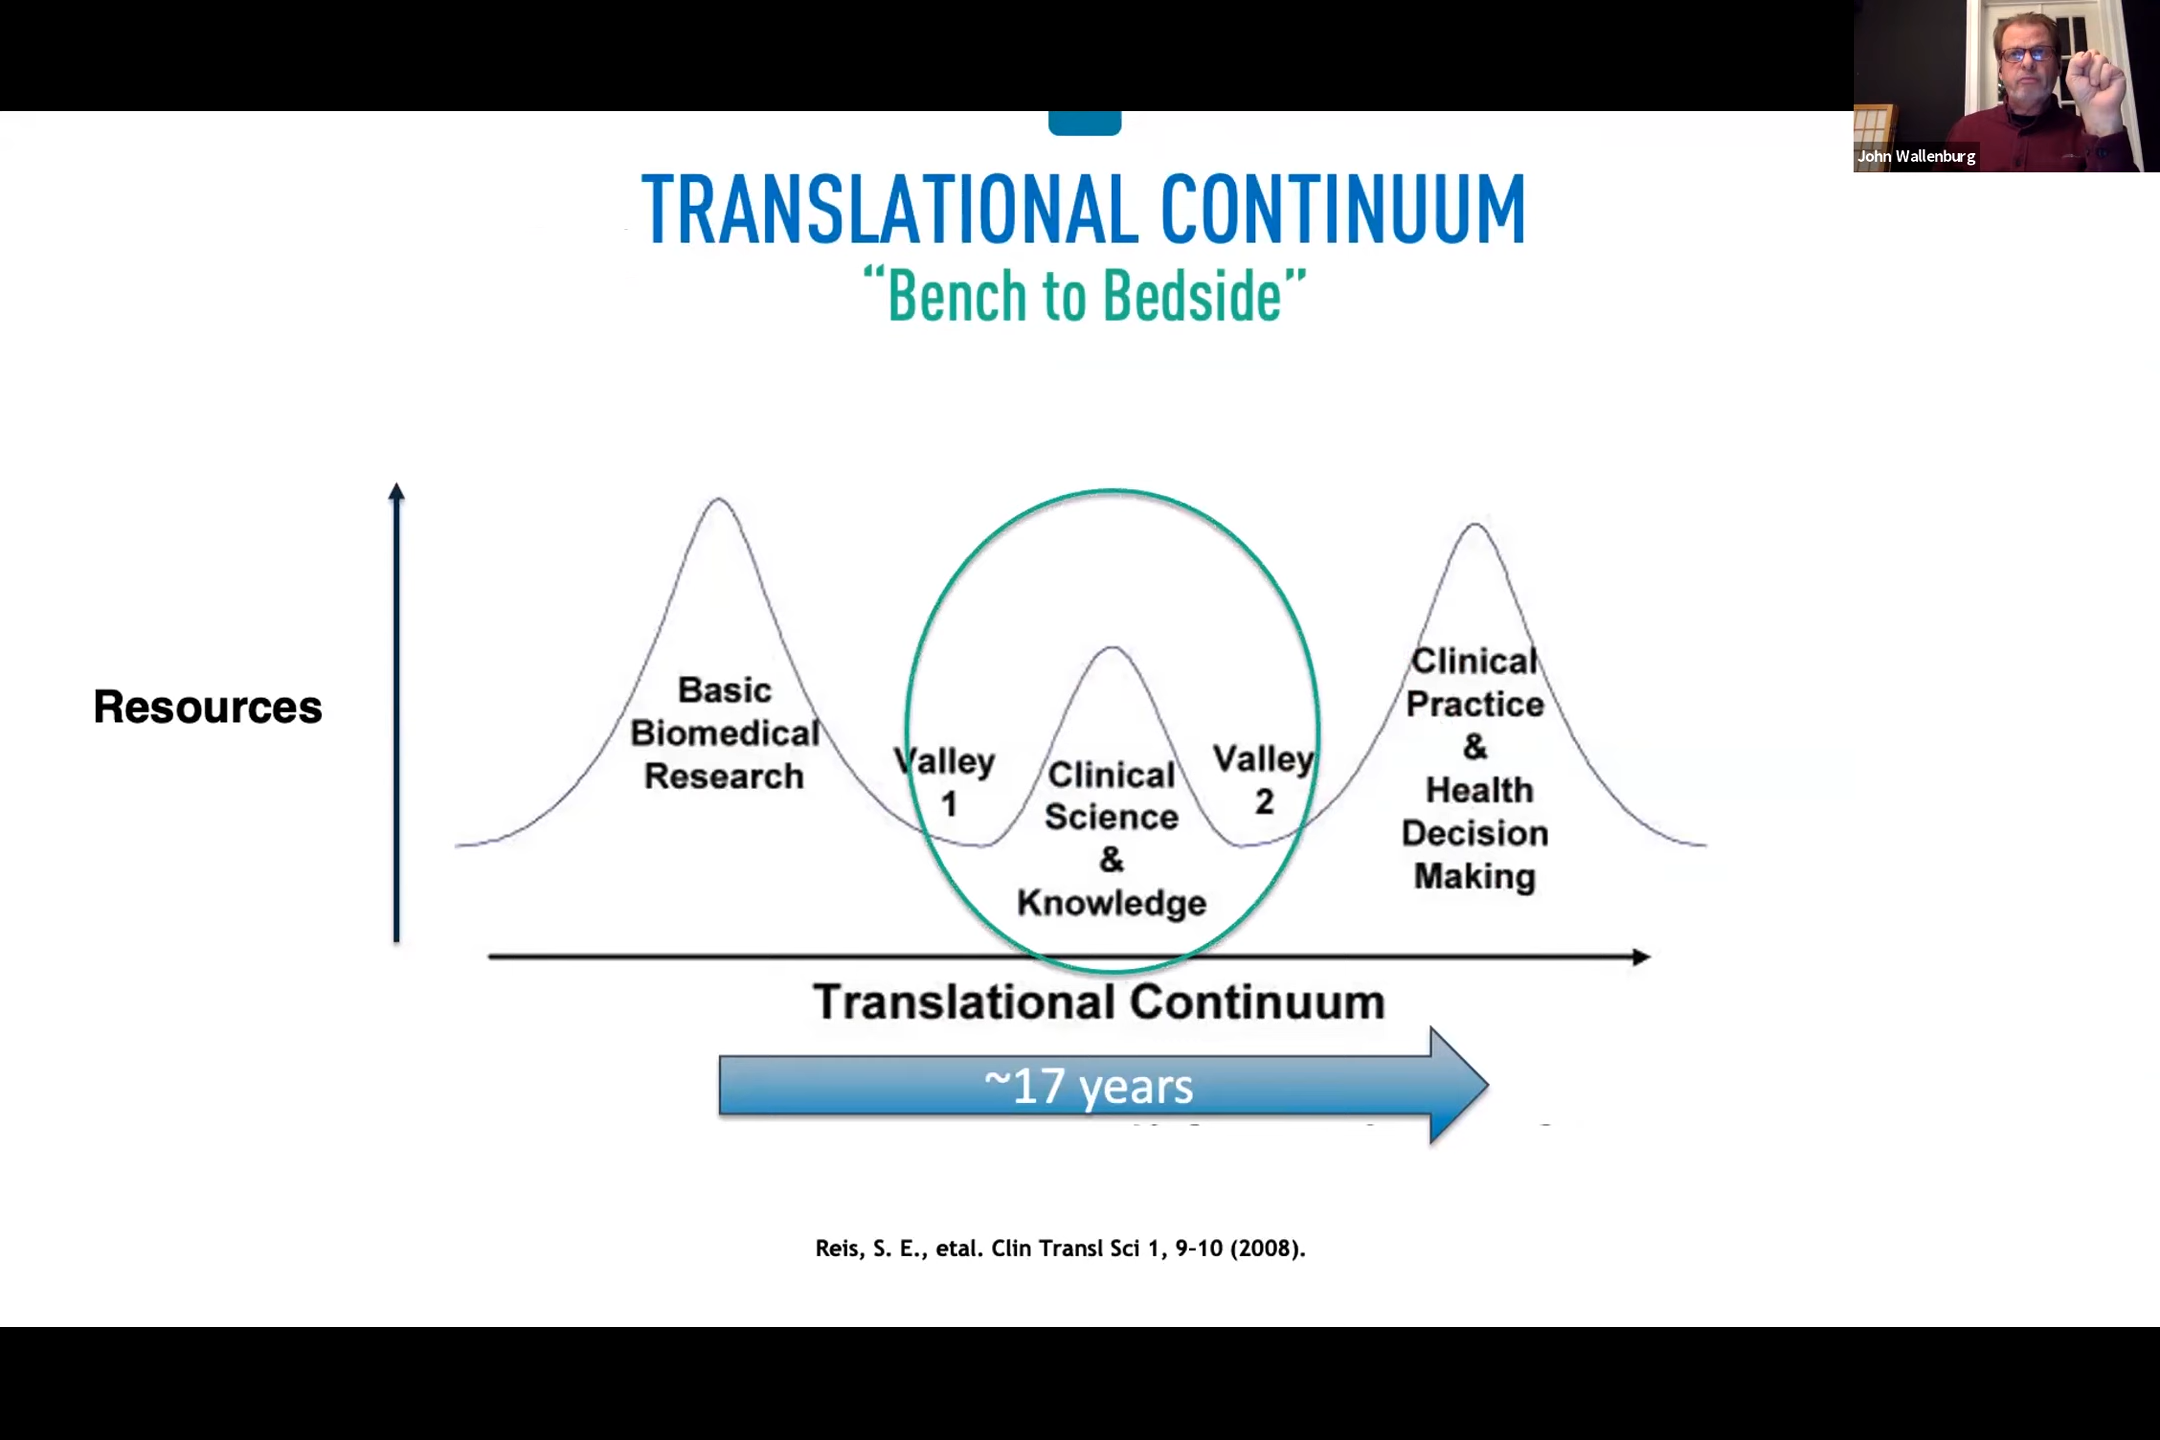 John Wallenburg
TRANSLATIONAL CONTINUUM
“Bench to Bedside”
Resources
Basic
Biomedical
Research
Valley
1
Clinical
Science
&
Knowledge
Valley
2
Clinical
Practice
&
Health
Decision
Making
Translational Continuum
~17 years
Reis, S. E., etal. Clin Transl Sci 1, 9-10 (2008).